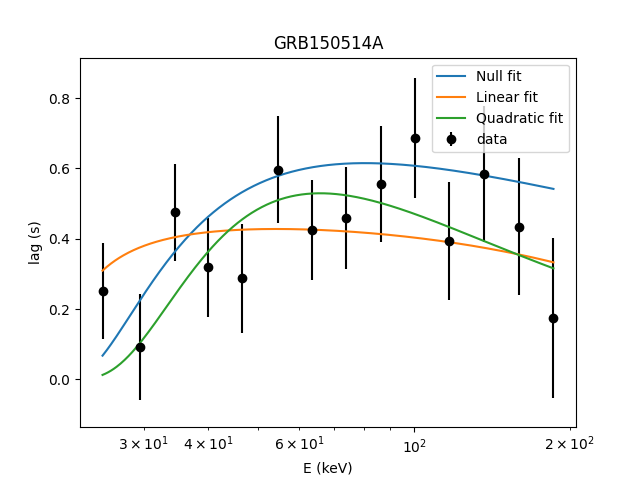 GRB150514A
Null fit
Linear fit
Quadratic fit
data
lag (s)
0.8
0.6
0.4
0.2
0.0
3 × 10¹
4 × 10¹
6 × 10¹
10²
2 × 10²
E (keV)